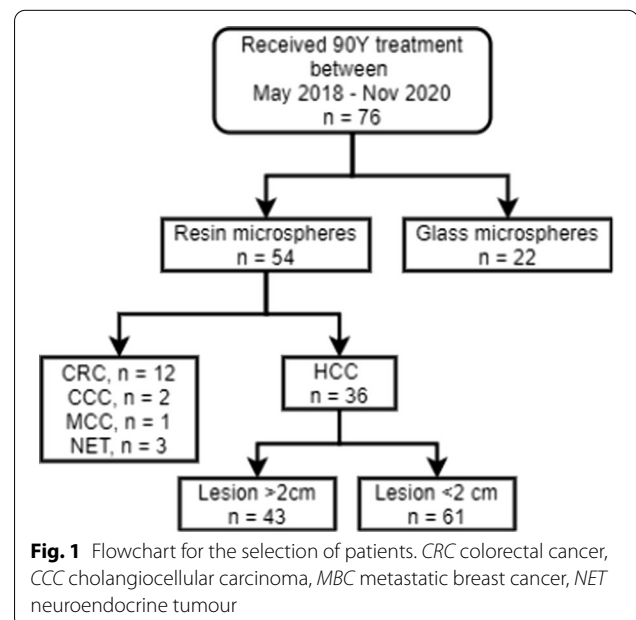 Received 90Y treatment
between
May 2018 - Nov 2020
n = 76
Resin microspheres
n = 54
Glass microspheres
n = 22
CRC, n = 12
CCC, n = 2
MCC, n = 1
NET, n = 3
HCC
n = 36
Lesion >2cm
n = 43
Lesion <2 cm
n = 61
Fig. 1 Flowchart for the selection of patients. CRC colorectal cancer,
CCC cholangiocellular carcinoma, MBC metastatic breast cancer, NET
neuroendocrine tumour